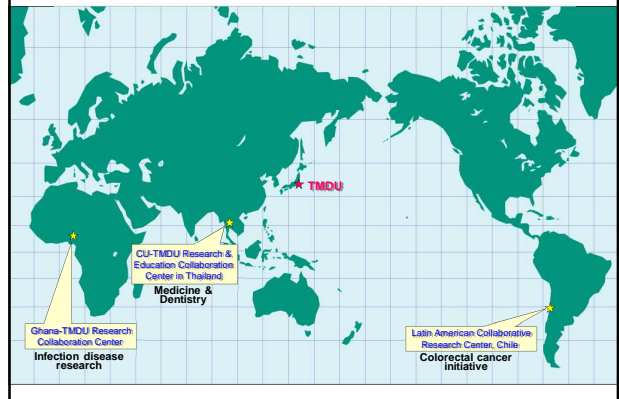 TMDU
CU-TMDU Research &
Education Collaboration
Center in Thailand
Medicine &
Dentistry
Ghana-TMDU Research
Collaboration Center
Infection disease
research
Latin American Collaborative
Research Center, Chile
Colorectal cancer
initiative